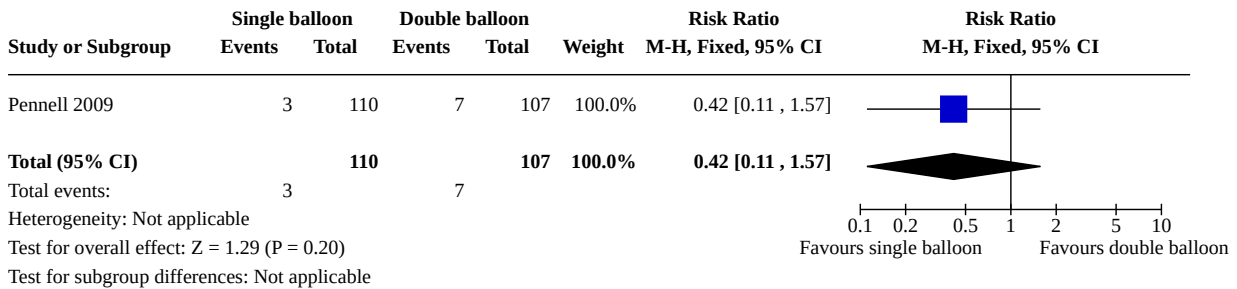 Single balloon Double balloon Risk Ratio Risk Ratio
Study or Subgroup Events Total Events Total Weight M-H, Fixed, 95% CI M-H, Fixed, 95% CI
Pennell 2009 3 110 7 107 100.0% 0.42 [0.11 , 1.57]
Total (95% CI) 110 107 100.0% 0.42 [0.11 , 1.57]
Total events: 3 7
Heterogeneity: Not applicable
0.1 0.2 0.5 1 2 5 10
Test for overall effect: Z = 1.29 (P = 0.20) Favours single balloon Favours double balloon
Test for subgroup differences: Not applicable